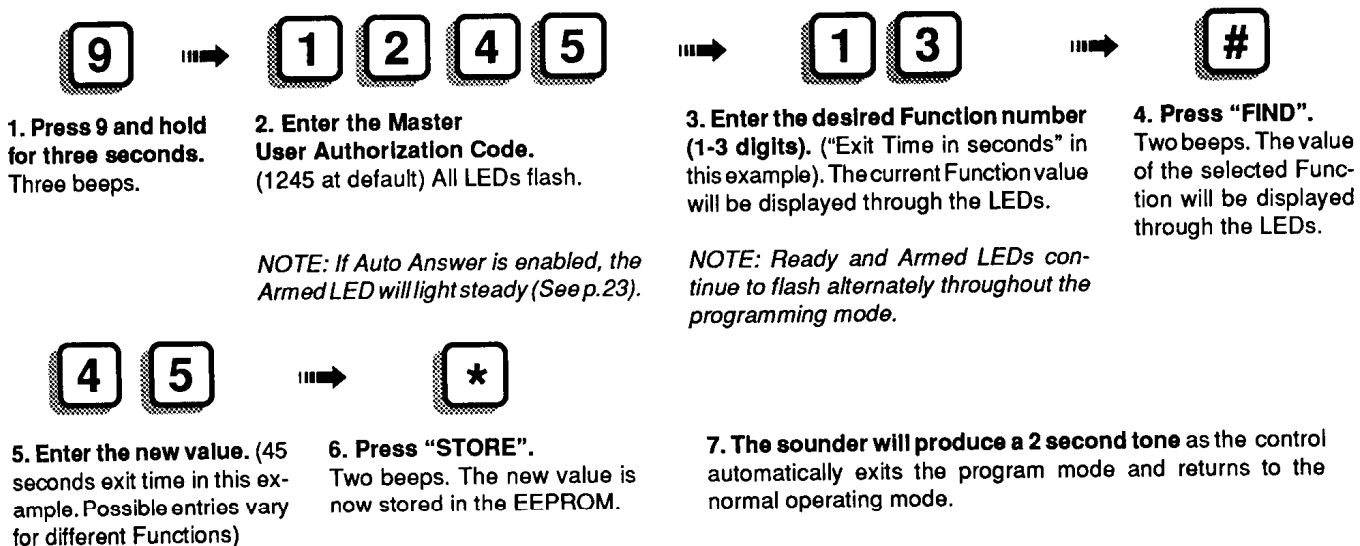 9 1 2 4 5 1 3 #
1. Press 9 and hold
for three seconds.
Three beeps.
2. Enter the Master
User Authorization Code.
(1245 at default) All LEDs flash.
NOTE: If Auto Answer is enabled, the
Armed LED will light steady (See p.23).
3. Enter the desired Function number
(1-3 digits). ("Exit Time in seconds" in
this example). The current Function value
will be displayed through the LEDs.
NOTE: Ready and Armed LEDs con-
tinue to flash alternately throughout the
programming mode.
4. Press "FIND".
Two beeps. The value
of the selected Func-
tion will be displayed
through the LEDs.
4 5 *
5. Enter the new value. (45
seconds exit time in this ex-
ample. Possible entries vary
for different Functions)
6. Press "STORE".
Two beeps. The new value is
now stored in the EEPROM.
7. The sounder will produce a 2 second tone as the control
automatically exits the program mode and returns to the
normal operating mode.